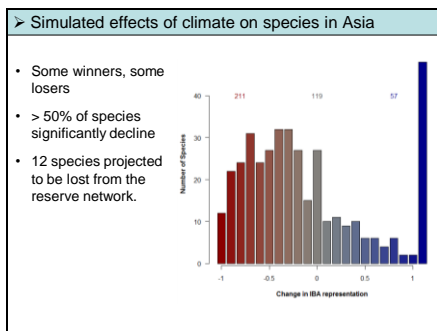 ➢ Simulated effects of climate on species in Asia
• Some winners, some
losers
• > 50% of species
significantly decline
• 12 species projected
to be lost from the
reserve network.
211 119 57
Number of Species
40
30
20
10
0
-1 -0.5 0 0.5 1
Change in IBA representation